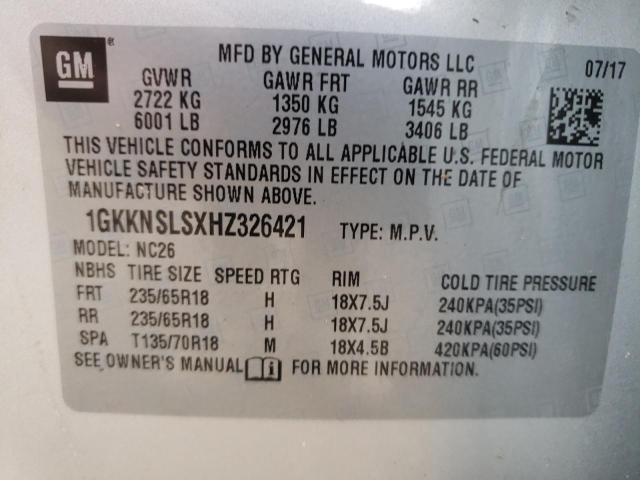 GM
MFD BY GENERAL MOTORS LLC 07/17
GVWR GAWR FRT GAWR RR
2722 KG 1350 KG 1545 KG
6001 LB 2976 LB 3406 LB
THIS VEHICLE CONFORMS TO ALL APPLICABLE U.S. FEDERAL MOTOR
VEHICLE SAFETY STANDARDS IN EFFECT ON THE DATE OF
MANUFACTURE SHOWN ABOVE.
1GKKNSLSXHZ326421 TYPE: M.P.V.
MODEL: NC26
NBHS TIRE SIZE SPEED RTG RIM COLD TIRE PRESSURE
FRT 235/65R18 H 18X7.5J 240KPA(35PSI)
RR 235/65R18 H 18X7.5J 240KPA(35PSI)
SPA T135/70R18 M 18X4.5B 420KPA(60PSI)
SEE OWNER'S MANUAL FOR MORE INFORMATION.